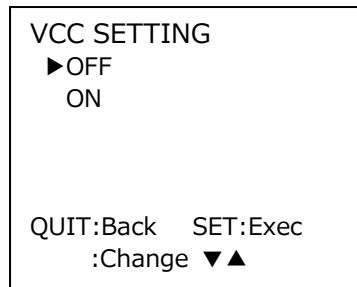 VCC SETTING
▶OFF
ON
QUIT:Back SET:Exec
:Change ▼▲